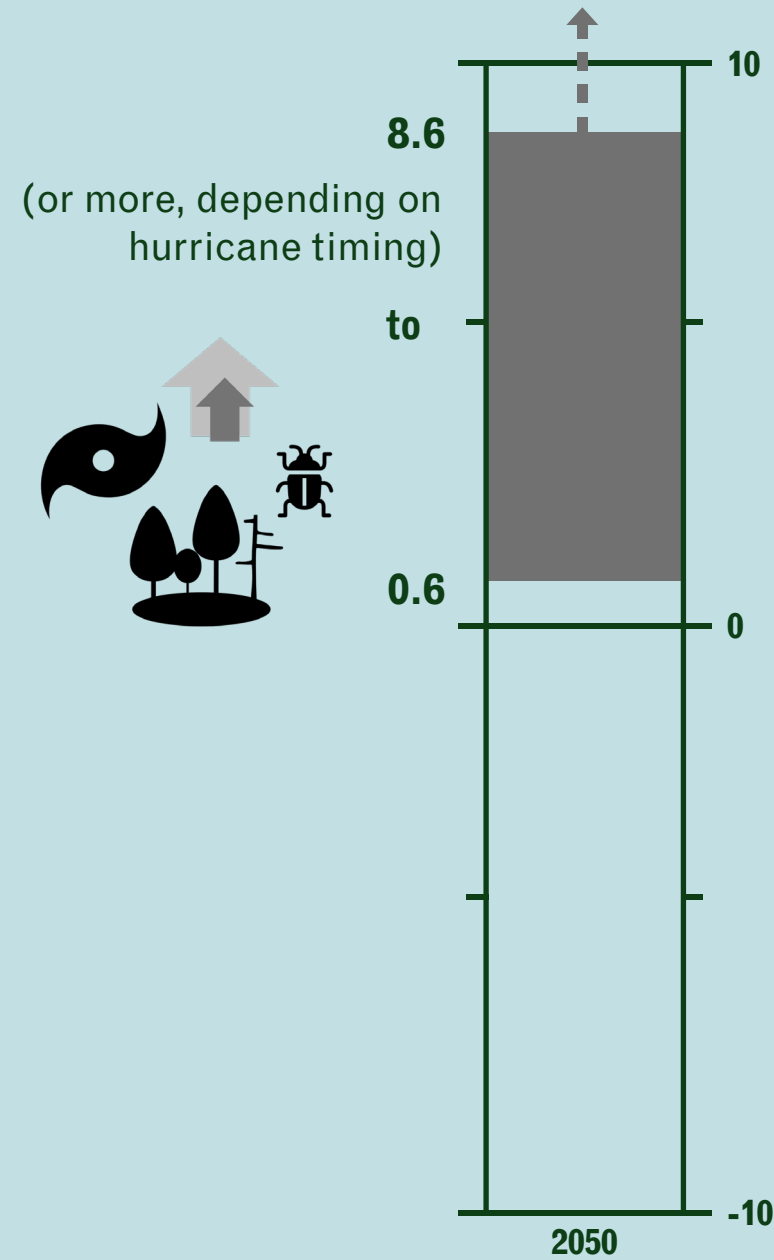 10
8.6
(or more, depending on
hurricane timing)
to
0.6
0
-10
2050